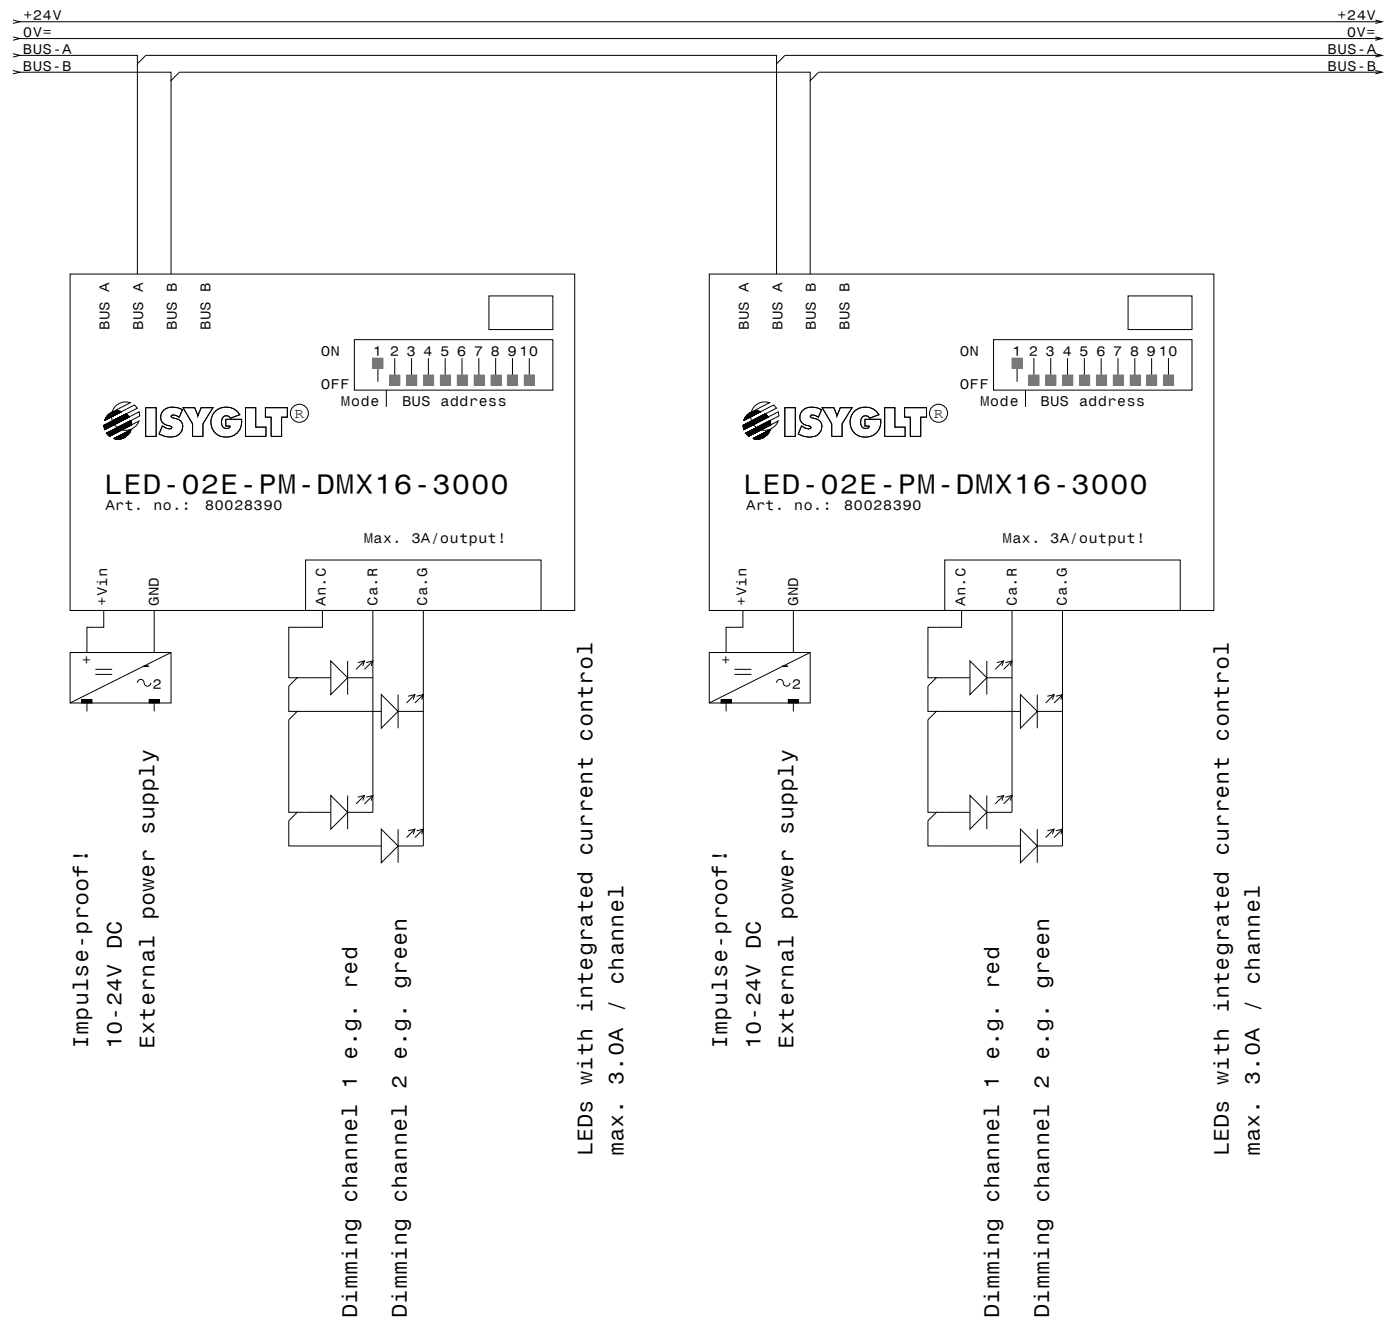 +24V +24V
0V= 0V=
BUS-A BUS-A
BUS-B BUS-B
BUS A
BUS A
BUS B
BUS B
ON 1 2 3 4 5 6 7 8 9 10
OFF
Mode BUS address
ISYGLT®
LED-02E-PM-DMX16-3000
Art. no.: 80028390
Max. 3A/output!
+Vin
GND
An.C
Ca.R
Ca.G
+ -
= ~2
Impulse-proof!
10-24V DC
External power supply
Dimming channel 1 e.g. red
Dimming channel 2 e.g. green
LEDs with integrated current control
max. 3.0A / channel
BUS A
BUS A
BUS B
BUS B
ON 1 2 3 4 5 6 7 8 9 10
OFF
Mode BUS address
ISYGLT®
LED-02E-PM-DMX16-3000
Art. no.: 80028390
Max. 3A/output!
+Vin
GND
An.C
Ca.R
Ca.G
+ -
= ~2
Impulse-proof!
10-24V DC
External power supply
Dimming channel 1 e.g. red
Dimming channel 2 e.g. green
LEDs with integrated current control
max. 3.0A / channel